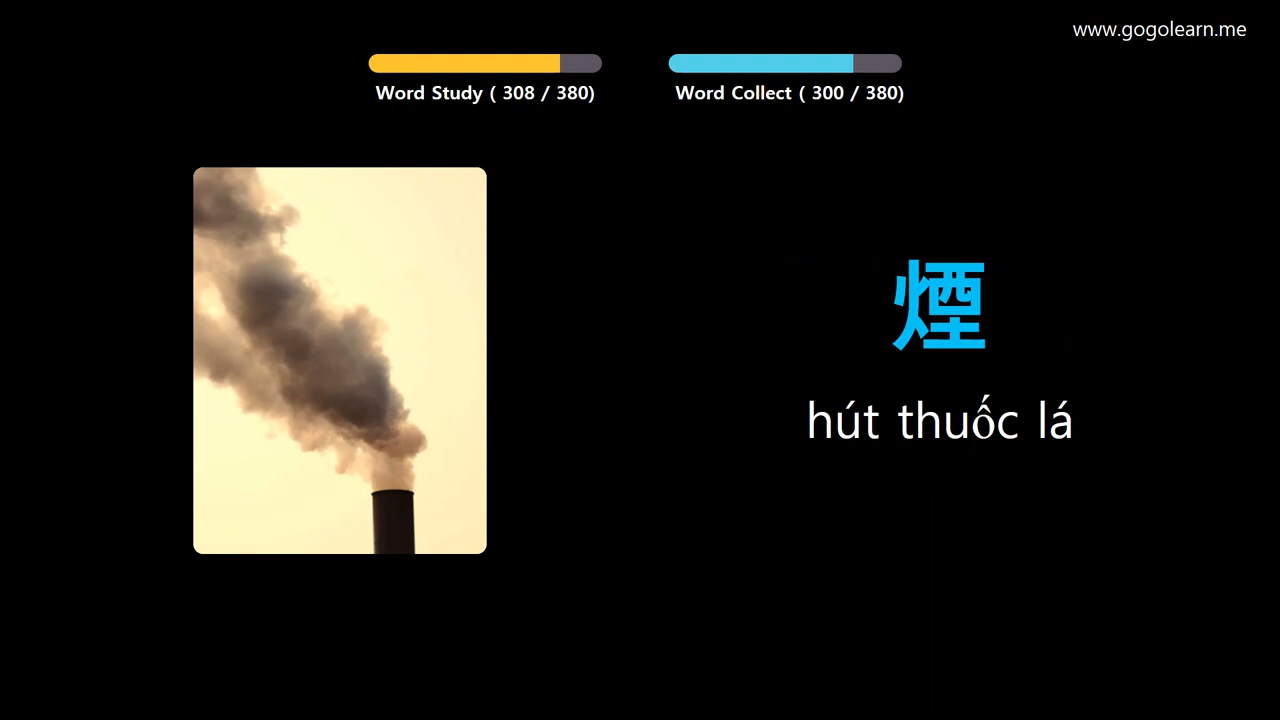 www.gogolearn.me
Word Study ( 308 / 380)
Word Collect ( 300 / 380)
煙
hút thuốc lá